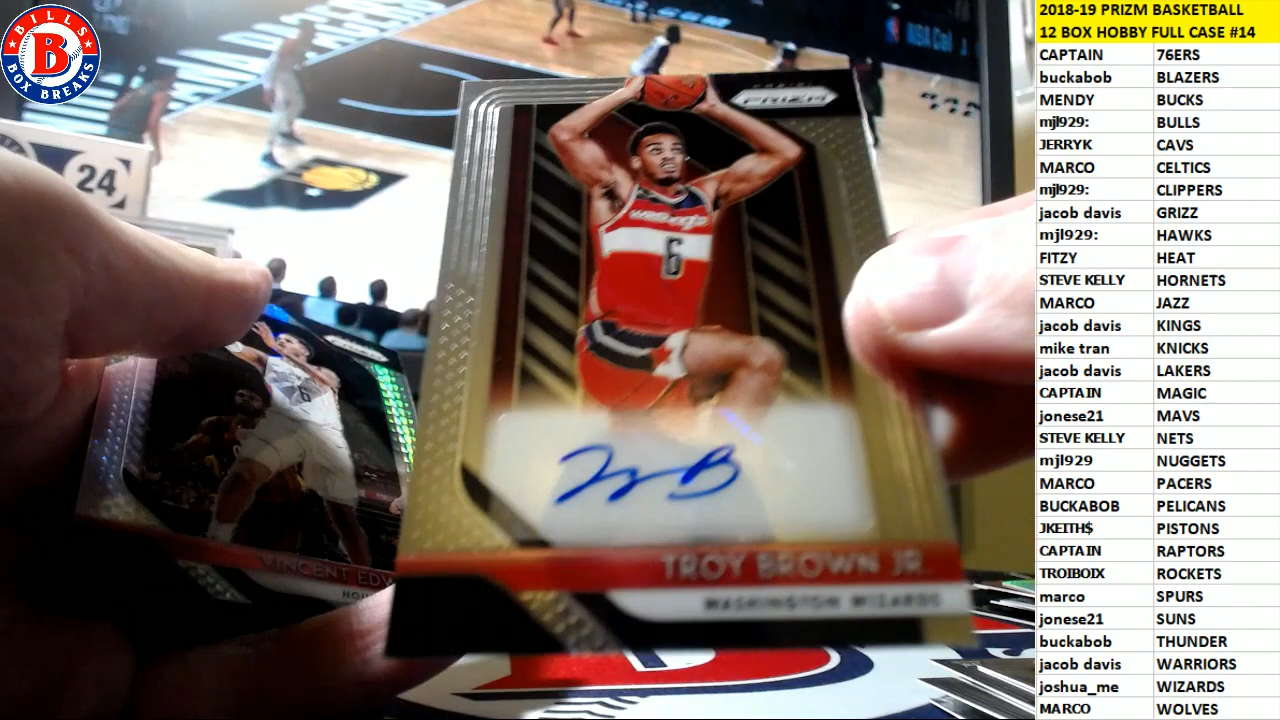 BILLS
B
BOX BREAKS
24
PRIZM
Washington
6
6
TROY BROWN JR.
WASHINGTON WIZARDS
VINCENT EDW
HOU
2018-19 PRIZM BASKETBALL
12 BOX HOBBY FULL CASE #14
CAPTAIN 76ERS
buckabob BLAZERS
MENDY BUCKS
mjl929: BULLS
JERRYK CAVS
MARCO CELTICS
mjl929: CLIPPERS
jacob davis GRIZZ
mjl929: HAWKS
FITZY HEAT
STEVE KELLY HORNETS
MARCO JAZZ
jacob davis KINGS
mike tran KNICKS
jacob davis LAKERS
CAPTAIN MAGIC
jonese21 MAVS
STEVE KELLY NETS
mjl929 NUGGETS
MARCO PACERS
BUCKABOB PELICANS
JKEITH$ PISTONS
CAPTAIN RAPTORS
TROIBOIX ROCKETS
marco SPURS
jonese21 SUNS
buckabob THUNDER
jacob davis WARRIORS
joshua_me WIZARDS
MARCO WOLVES